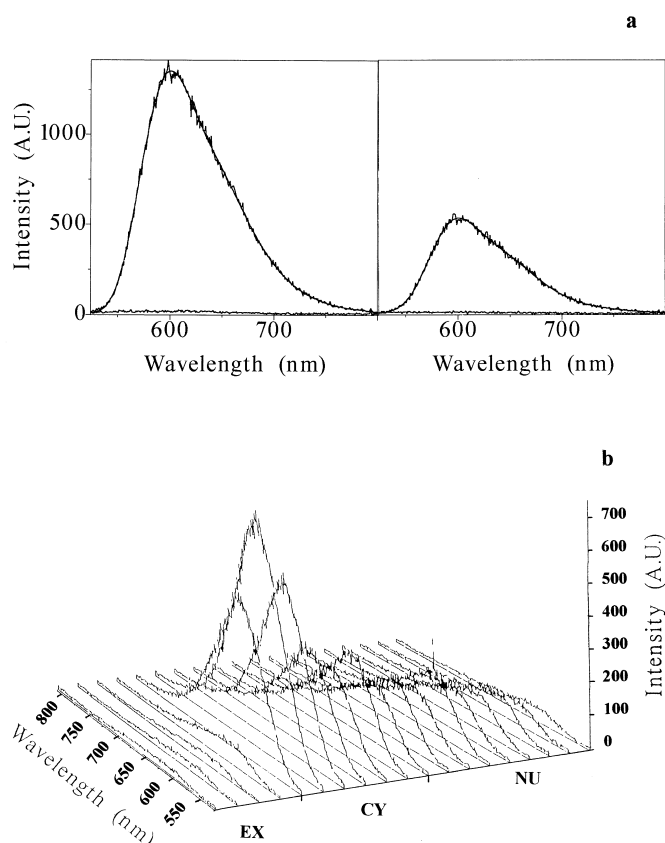 a
Intensity (A.U.)
1000
500
0
600 700 600 700
Wavelength (nm) Wavelength (nm)
b
700
600
500
400
300
200
100
0
Intensity (A.U.)
800
750
700
650
600
550
Wavelength (nm)
EX CY NU